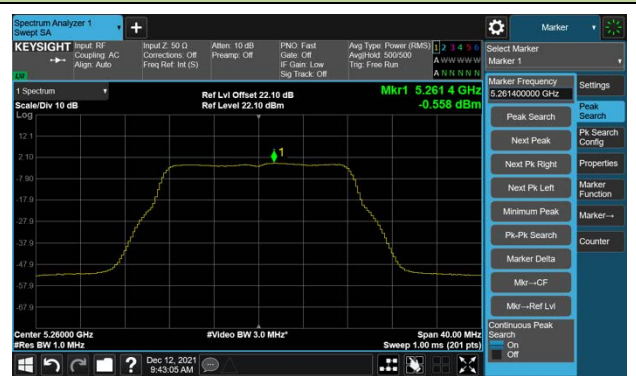 Spectrum Analyzer 1
Swept SA
+
Marker
KEYSIGHT
Input: RF
Coupling: AC
Align: Auto
Input Z: 50 Ω
Corrections: Off
Freq Ref: Int (S)
Atten: 10 dB
Preamp: Off
PNO: Fast
Gate: Off
IF Gain: Low
Sig Track: Off
Avg Type: Power (RMS)
Avg|Hold: 500/500
Trig: Free Run
1 2 3 4 5 6
A W W W W W
A N N N N N
LVI
Select Marker
Marker 1
1 Spectrum
Scale/Div 10 dB
Log
Ref Lvl Offset 22.10 dB
Ref Level 22.10 dBm
Mkr1 5.261 4 GHz
-0.558 dBm
12.1
2.10
-7.90
-17.9
-27.9
-37.9
-47.9
-57.9
-67.9
1
Center 5.26000 GHz
#Res BW 1.0 MHz
#Video BW 3.0 MHz*
Span 40.00 MHz
Sweep 1.00 ms (201 pts)
Marker Frequency
5.261400000 GHz
Peak Search
Next Peak
Next Pk Right
Next Pk Left
Minimum Peak
Pk-Pk Search
Marker Delta
Mkr→CF
Mkr→Ref Lvl
Continuous Peak
Search
On
Off
Settings
Peak
Search
Pk Search
Config
Properties
Marker
Function
Marker→
Counter
?
Dec 12, 2021
9:43:05 AM